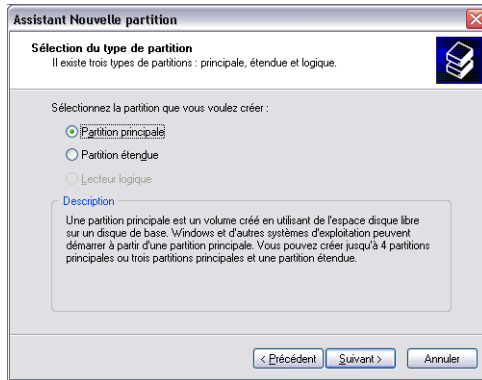 Assistant Nouvelle partition
Sélection du type de partition
Il existe trois types de partitions : principale, étendue et logique.
Sélectionnez la partition que vous voulez créer :
Partition principale
Partition étendue
Lecteur logique
Description
Une partition principale est un volume créé en utilisant de l'espace disque libre
sur un disque de base. Windows et d'autres systèmes d'exploitation peuvent
démarrer à partir d'une partition principale. Vous pouvez créer jusqu'à 4 partitions
principales ou trois partitions principales et une partition étendue.
< Précédent Suivant > Annuler